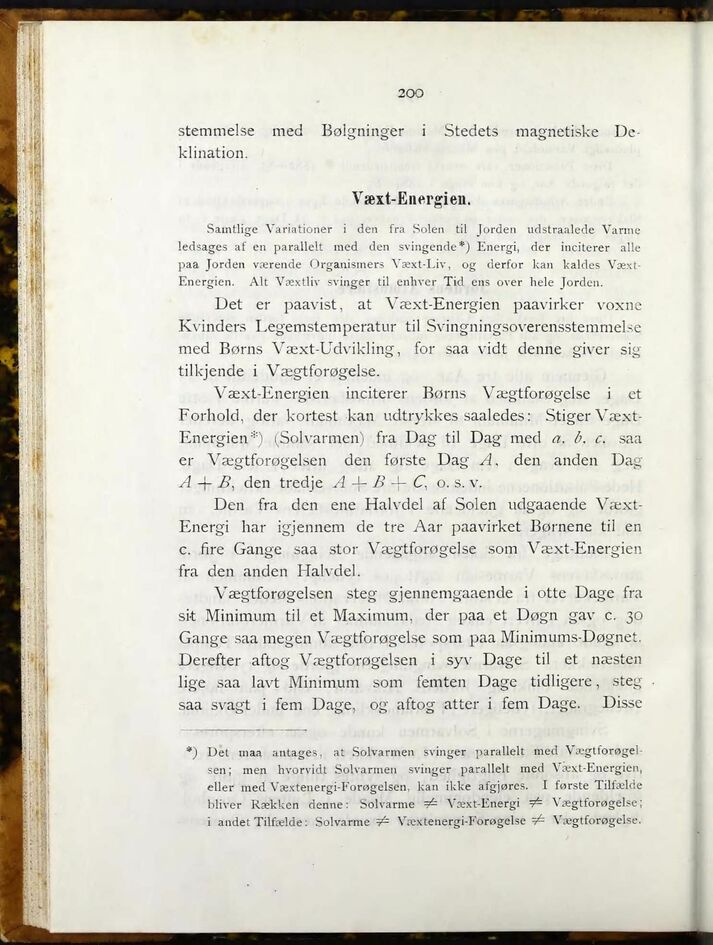 200
stemmelse med Bølgninger i Stedets magnetiske De-
klination.
Væxt-Energien.
Samtlige Variationer i den fra Solen til Jorden udstraalede Varme
ledsages af en parallelt med den svingende*) Energi, der inciterer alle
paa Jorden værende Organismers Væxt-Liv, og derfor kan kaldes Væxt-
Energien. Alt Væxtliv svinger til enhver Tid ens over hele Jorden.
Det er paavist, at Væxt-Energien paavirker voxne
Kvinders Legemstemperatur til Svingningsoverensstemmelse
med Børns Væxt-Udvikling, for saa vidt denne giver sig
tilkjende i Vægtforøgelse.
Væxt-Energien inciterer Børns Vægtforøgelse i et
Forhold, der kortest kan udtrykkes saaledes: Stiger Væxt-
Energien*) (Solvarmen) fra Dag til Dag med a. b. c. saa
er Vægtforøgelsen den første Dag A, den anden Dag
A + B, den tredje A + B + C, o. s. v.
Den fra den ene Halvdel af Solen udgaaende Væxt-
Energi har igjennem de tre Aar paavirket Børnene til en
c. fire Gange saa stor Vægtforøgelse som Væxt-Energien
fra den anden Halvdel.
Vægtforøgelsen steg gjennemgaaende i otte Dage fra
sit Minimum til et Maximum, der paa et Døgn gav c. 30
Gange saa megen Vægtforøgelse som paa Minimums-Døgnet.
Derefter aftog Vægtforøgelsen i syv Dage til et næsten
lige saa lavt Minimum som femten Dage tidligere, steg
saa svagt i fem Dage, og aftog atter i fem Dage. Disse
*) Det maa antages, at Solvarmen svinger parallelt med Vægtforøgel-
sen; men hvorvidt Solvarmen svinger parallelt med Væxt-Energien,
eller med Væxtenergi-Forøgelsen, kan ikke afgjøres. I første Tilfælde
bliver Rækken denne: Solvarme ≠ Væxt-Energi ≠ Vægtforøgelse;
i andet Tilfælde: Solvarme ≠ Væxtenergi-Forøgelse ≠ Vægtforøgelse.